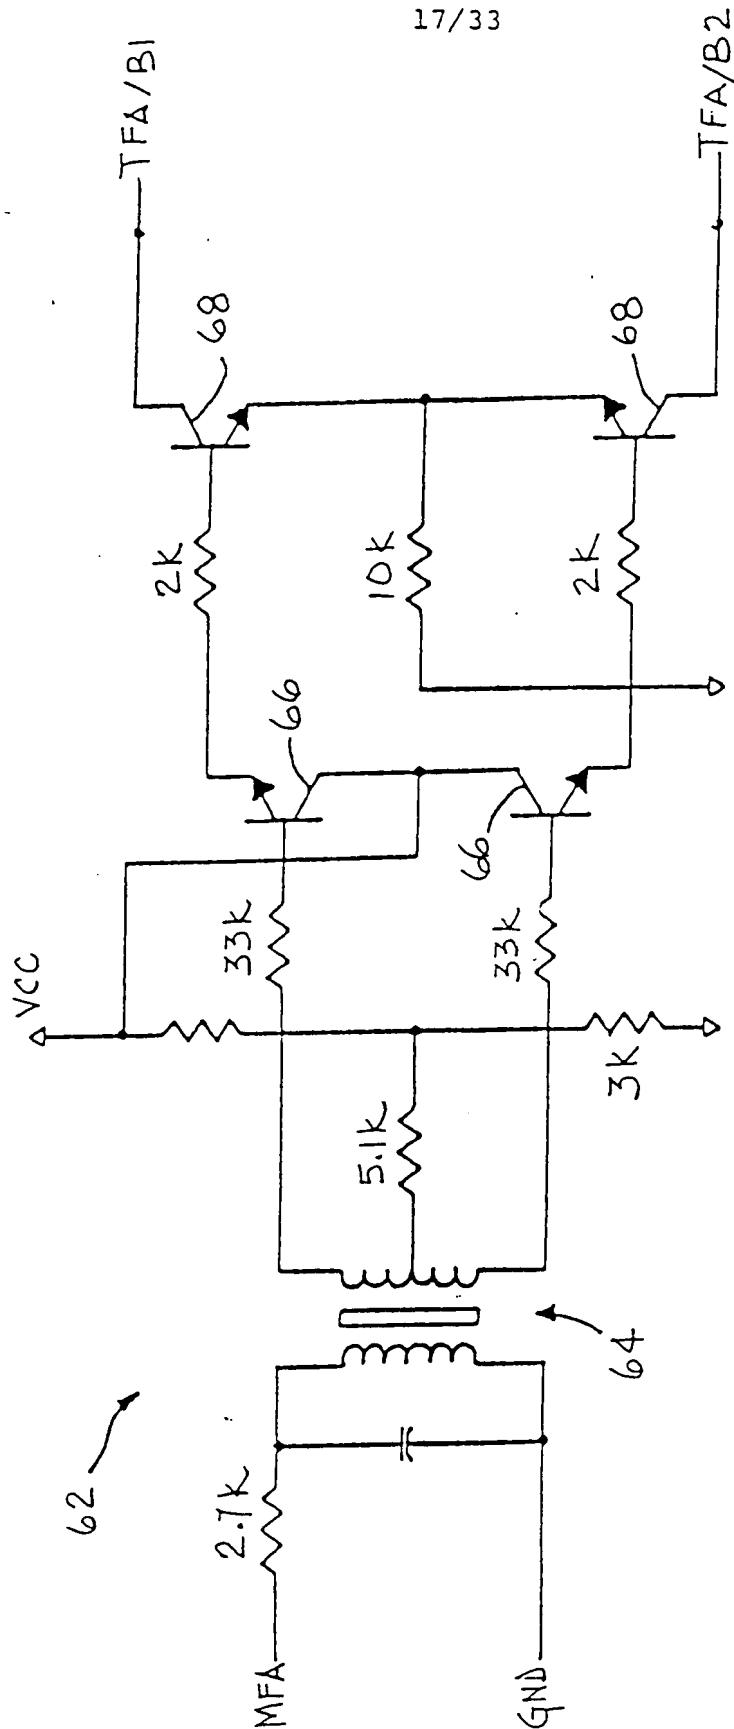 17/33
TFA/B1
TFA/B2
68
68
2K
10K
2K
66
66
33K
33K
VCC
5.1K
3K
64
62
2.7K
MFA
GND